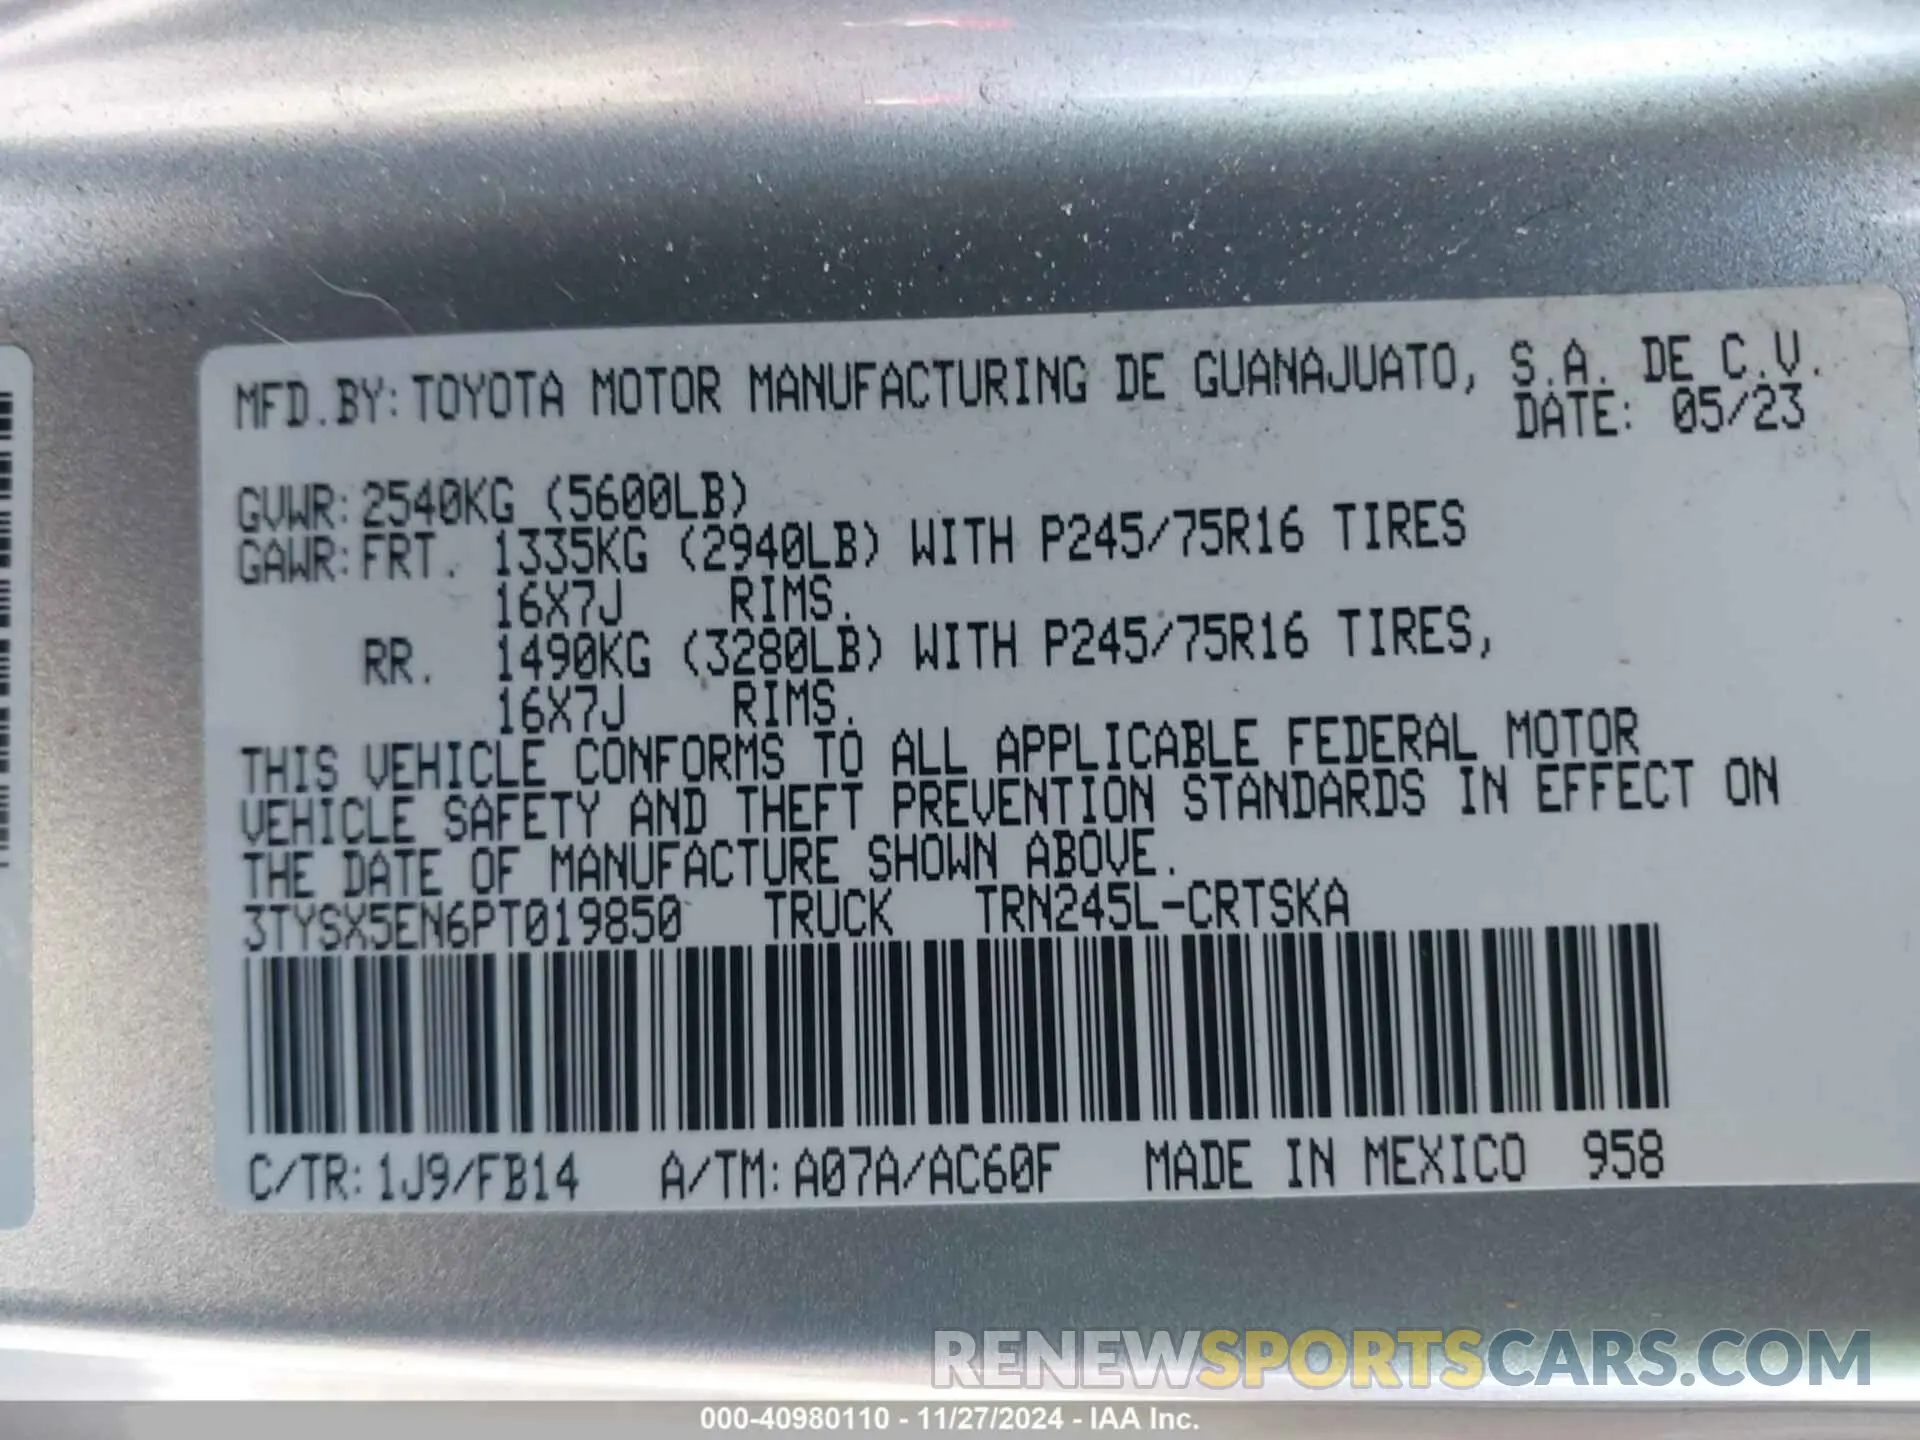 MFD.BY: TOYOTA MOTOR MANUFACTURING DE GUANAJUATO, S.A. DE C.V.
DATE: 05/23
GVWR: 2540KG (5600LB)
GAWR: FRT. 1335KG (2940LB) WITH P245/75R16 TIRES
16X7J RIMS.
RR. 1490KG (3280LB) WITH P245/75R16 TIRES,
16X7J RIMS.
THIS VEHICLE CONFORMS TO ALL APPLICABLE FEDERAL MOTOR
VEHICLE SAFETY AND THEFT PREVENTION STANDARDS IN EFFECT ON
THE DATE OF MANUFACTURE SHOWN ABOVE.
3TYSX5EN6PT019850 TRUCK TRN245L-CRTSKA
C/TR: 1J9/FB14 A/TM: A07A/AC60F MADE IN MEXICO 958
RENEWSPORTSCARS.COM
000-40980110 - 11/27/2024 - IAA Inc.